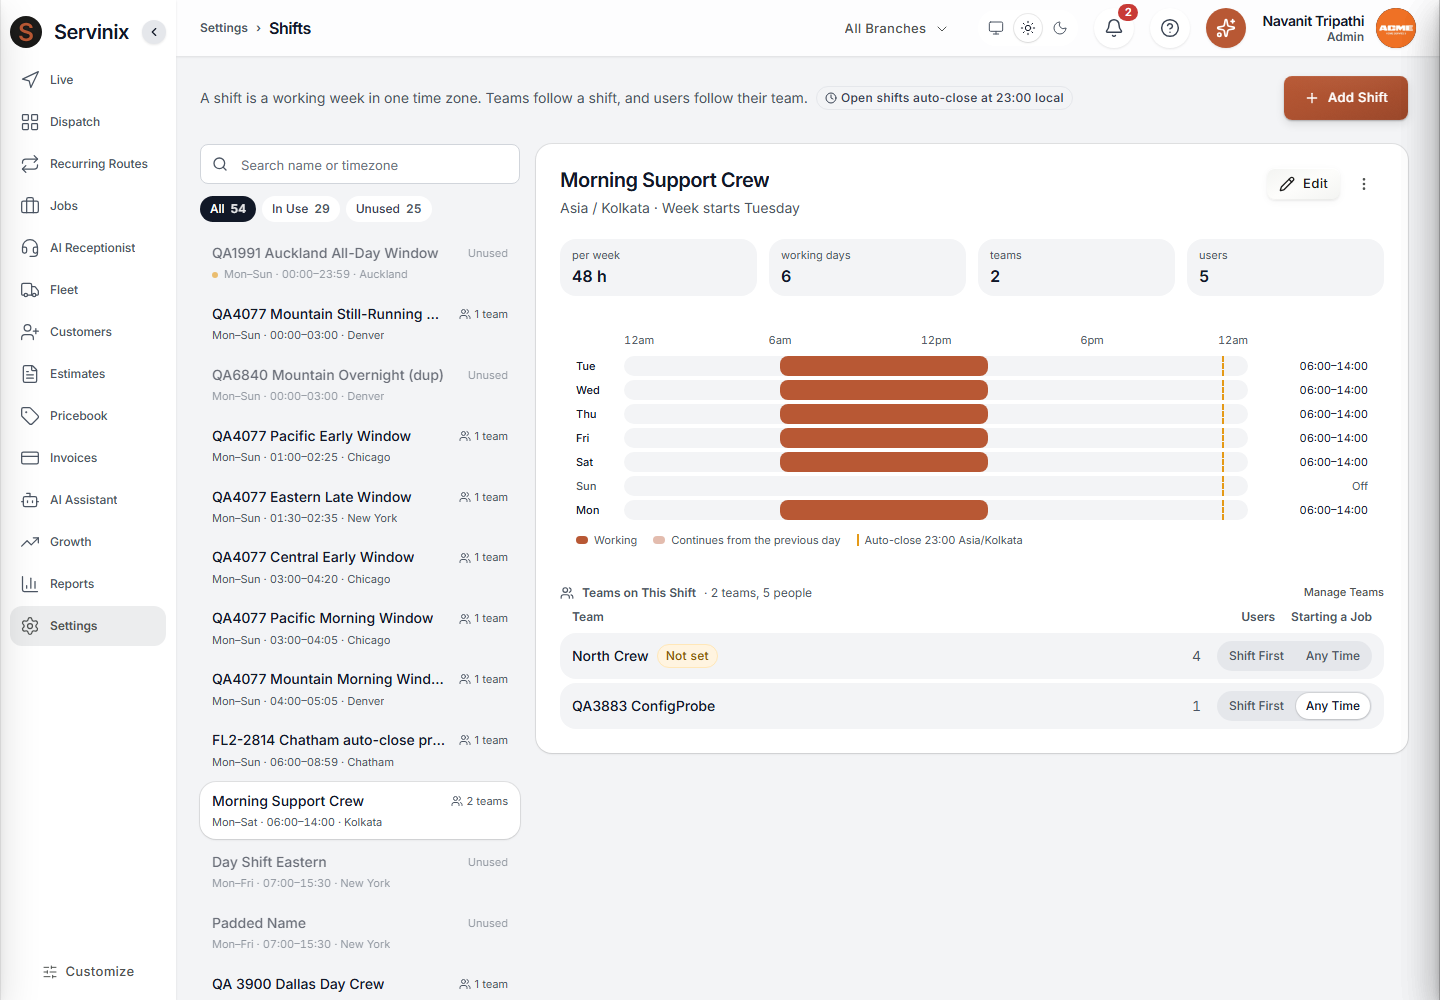 S Servinix
Settings › Shifts
All Branches
2
Navanit Tripathi
Admin
ACME
Live
Dispatch
Recurring Routes
Jobs
AI Receptionist
Fleet
Customers
Estimates
Pricebook
Invoices
AI Assistant
Growth
Reports
Settings
Customize
A shift is a working week in one time zone. Teams follow a shift, and users follow their team.
Open shifts auto-close at 23:00 local
+ Add Shift
Search name or timezone
All 54 In Use 29 Unused 25
QA1991 Auckland All-Day Window Unused
Mon–Sun · 00:00–23:59 · Auckland
QA4077 Mountain Still-Running ... 1 team
Mon–Sun · 00:00–03:00 · Denver
QA6840 Mountain Overnight (dup) Unused
Mon–Sun · 00:00–03:00 · Denver
QA4077 Pacific Early Window 1 team
Mon–Sun · 01:00–02:25 · Chicago
QA4077 Eastern Late Window 1 team
Mon–Sun · 01:30–02:35 · New York
QA4077 Central Early Window 1 team
Mon–Sun · 03:00–04:20 · Chicago
QA4077 Pacific Morning Window 1 team
Mon–Sun · 03:00–04:05 · Chicago
QA4077 Mountain Morning Wind... 1 team
Mon–Sun · 04:00–05:05 · Denver
FL2-2814 Chatham auto-close pr... 1 team
Mon–Sun · 06:00–08:59 · Chatham
Morning Support Crew 2 teams
Mon–Sat · 06:00–14:00 · Kolkata
Day Shift Eastern Unused
Mon–Fri · 07:00–15:30 · New York
Padded Name Unused
Mon–Fri · 07:00–15:30 · New York
QA 3900 Dallas Day Crew 1 team
Morning Support Crew
Edit
Asia / Kolkata · Week starts Tuesday
per week working days teams users
48 h 6 2 5
12am 6am 12pm 6pm 12am
Tue 06:00–14:00
Wed 06:00–14:00
Thu 06:00–14:00
Fri 06:00–14:00
Sat 06:00–14:00
Sun Off
Mon 06:00–14:00
Working Continues from the previous day Auto-close 23:00 Asia/Kolkata
Teams on This Shift · 2 teams, 5 people Manage Teams
Team Users Starting a Job
North Crew Not set 4 Shift First Any Time
QA3883 ConfigProbe 1 Shift First Any Time